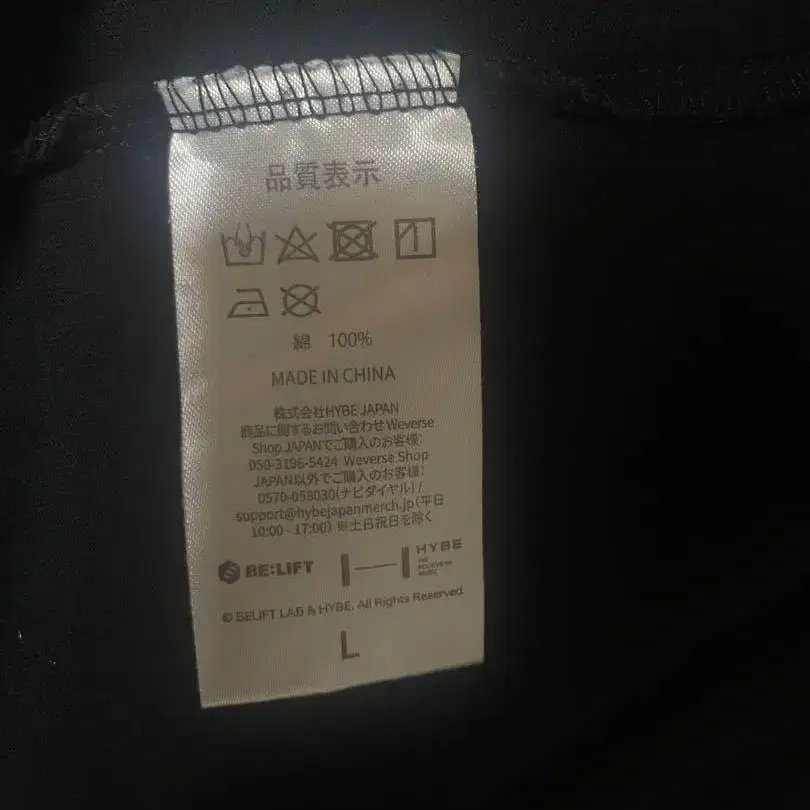 品質表示
綿 100%
MADE IN CHINA
株式会社HYBE JAPAN
商品に関するお問い合わせ Weverse
Shop JAPANでご購入のお客様:
050-3196-5424 Weverse Shop
JAPAN以外でご購入のお客様:
0570-058030(ナビダイヤル) /
support@hybejapanmerch.jp(平日
10:00 - 17:00) ※土日祝日を除く
BE:LIFT HYBE
WE
BELIEVE IN
MUSIC
© BELIFT LAB & HYBE. All Rights Reserved.
L